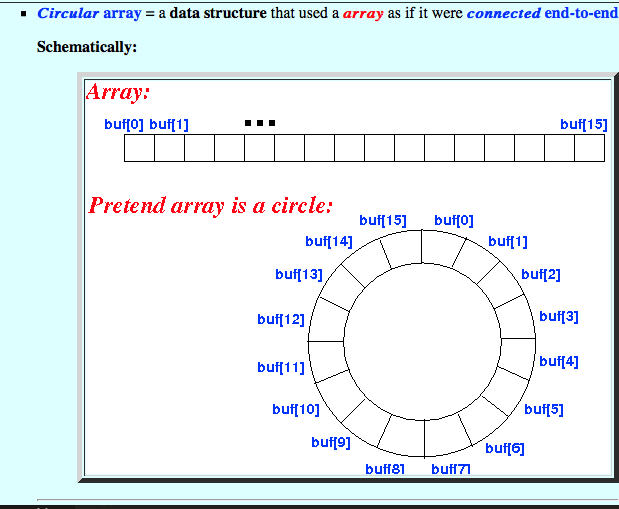 Circular array = a data structure that used a array as if it were connected end-to-end
Schematically:
Array:
buf[0] buf[1] ... buf[15]
Pretend array is a circle:
buf[15] buf[0]
buf[14] buf[1]
buf[13] buf[2]
buf[12] buf[3]
buf[11] buf[4]
buf[10] buf[5]
buf[9] buf[6]
buf[8] buf[7]